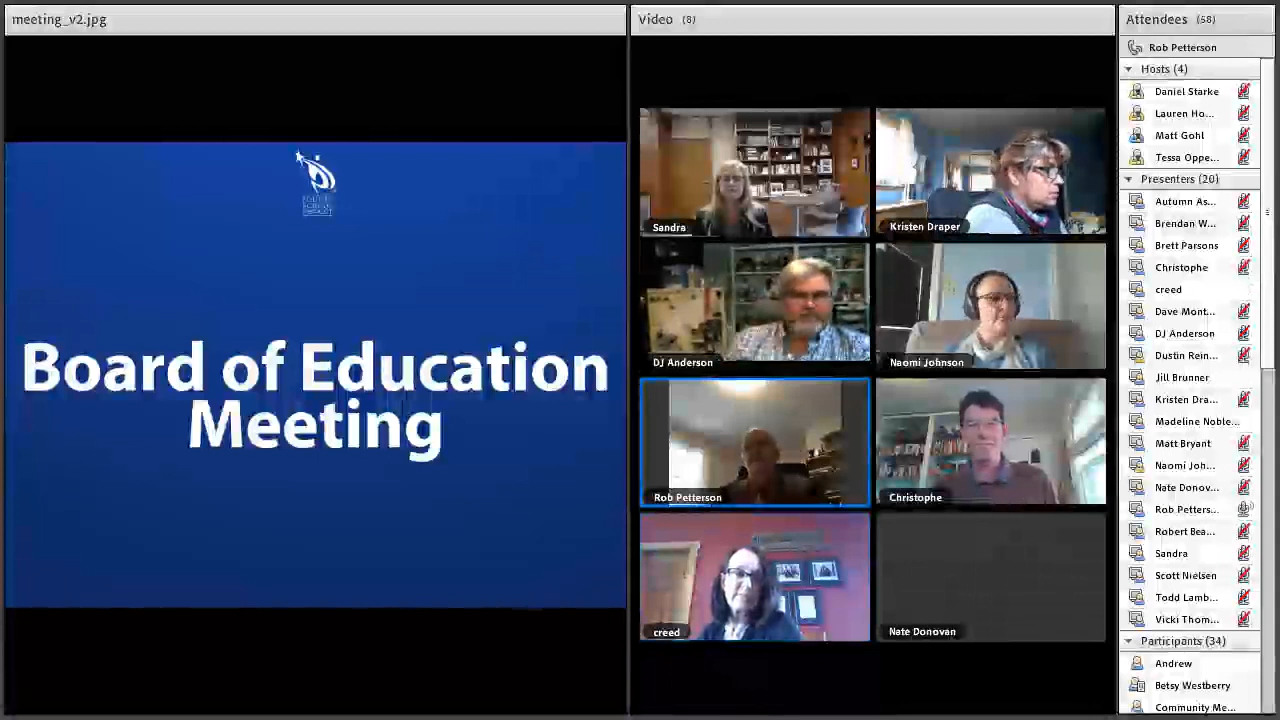 meeting_v2.jpg
Board of Education
Meeting
Video (8)
Sandra
Kristen Draper
DJ Anderson
Naomi Johnson
Rob Petterson
Christophe
creed
Nate Donovan
Attendees (58)
Rob Petterson
Hosts (4)
Daniel Starke
Lauren Ho...
Matt Gohl
Tessa Oppe...
Presenters (20)
Autumn As...
Brendan W...
Brett Parsons
Christophe
creed
Dave Mont...
DJ Anderson
Dustin Rein...
Jill Brunner
Kristen Dra...
Madeline Noble...
Matt Bryant
Naomi Joh...
Nate Donov...
Rob Petters...
Robert Bea...
Sandra
Scott Nielsen
Todd Lamb...
Vicki Thom...
Participants (34)
Andrew
Betsy Westberry
Community Me...